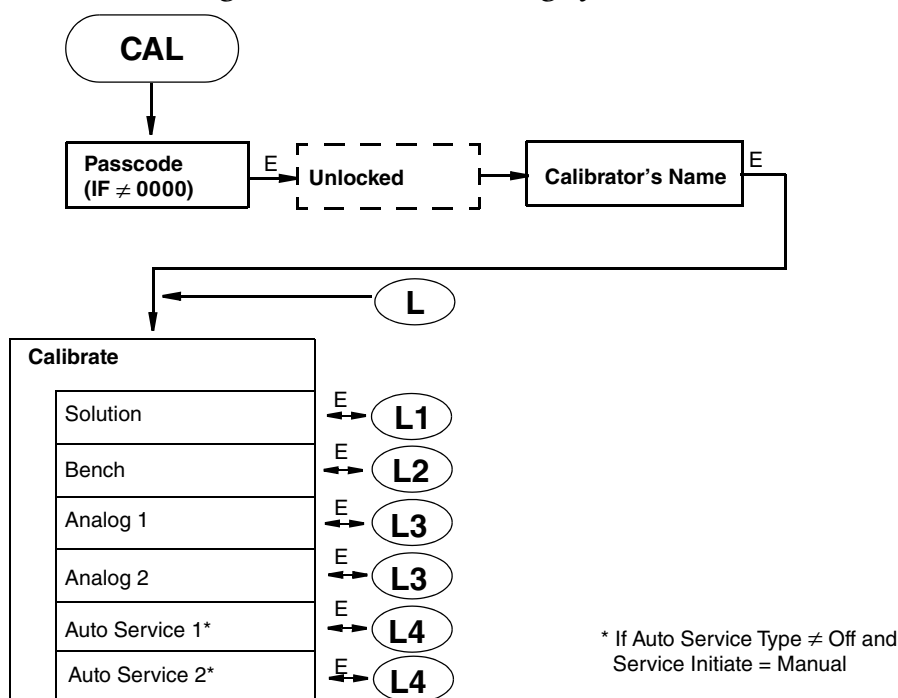 CAL
Passcode
(IF ≠ 0000)
E
Unlocked
Calibrator's Name
E
L
Calibrate
Solution
E
L1
Bench
E
L2
Analog 1
E
L3
Analog 2
E
L3
Auto Service 1*
E
L4
Auto Service 2*
E
L4
* If Auto Service Type ≠ Off and
Service Initiate = Manual